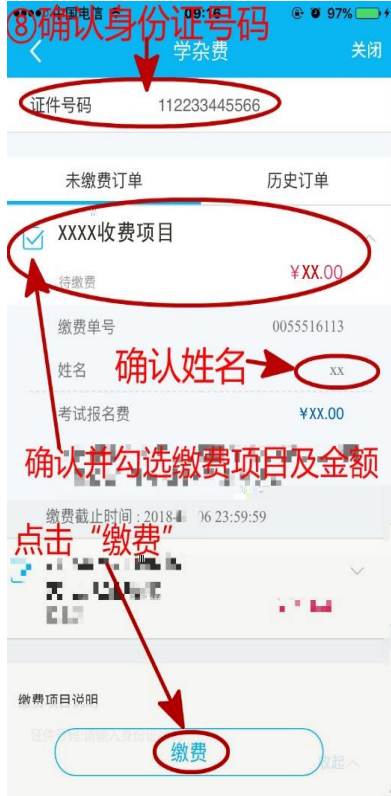 中国电信 09:16 97%
⑧确认身份证号码
学杂费 关闭
证件号码 112233445566
未缴费订单 历史订单
XXXX收费项目
待缴费 ¥XX.00
缴费单号 0055516113
确认姓名
姓名 xx
考试报名费 ¥XX.00
确认并勾选缴费项目及金额
缴费截止时间 : 2018- 06 23:59:59
点击“缴费”
缴费项目说明
缴费
收起